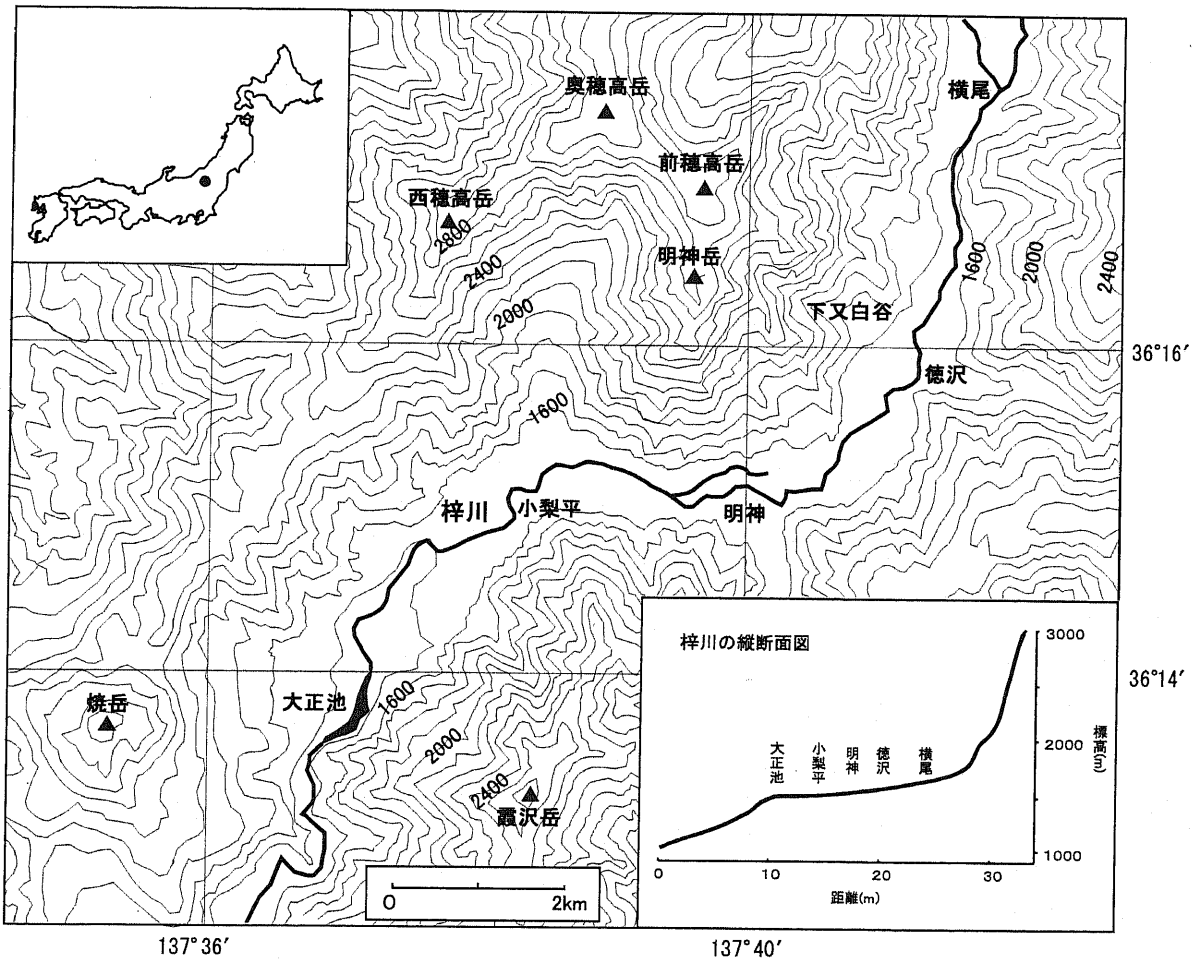 奥穂高岳
横尾
前穂高岳
西穂高岳
2800
明神岳
2400
1600
2000
2400
2000
下又白谷
36°16′
徳沢
1600
梓川
小梨平
明神
梓川の縦断面図
3000
36°14′
焼岳
大正池
1600
2000
2400
霞沢岳
大正池
小梨平
明神
徳沢
横尾
2000
標高(m)
1000
0
10
20
30
距離(m)
0
2km
137°36′
137°40′